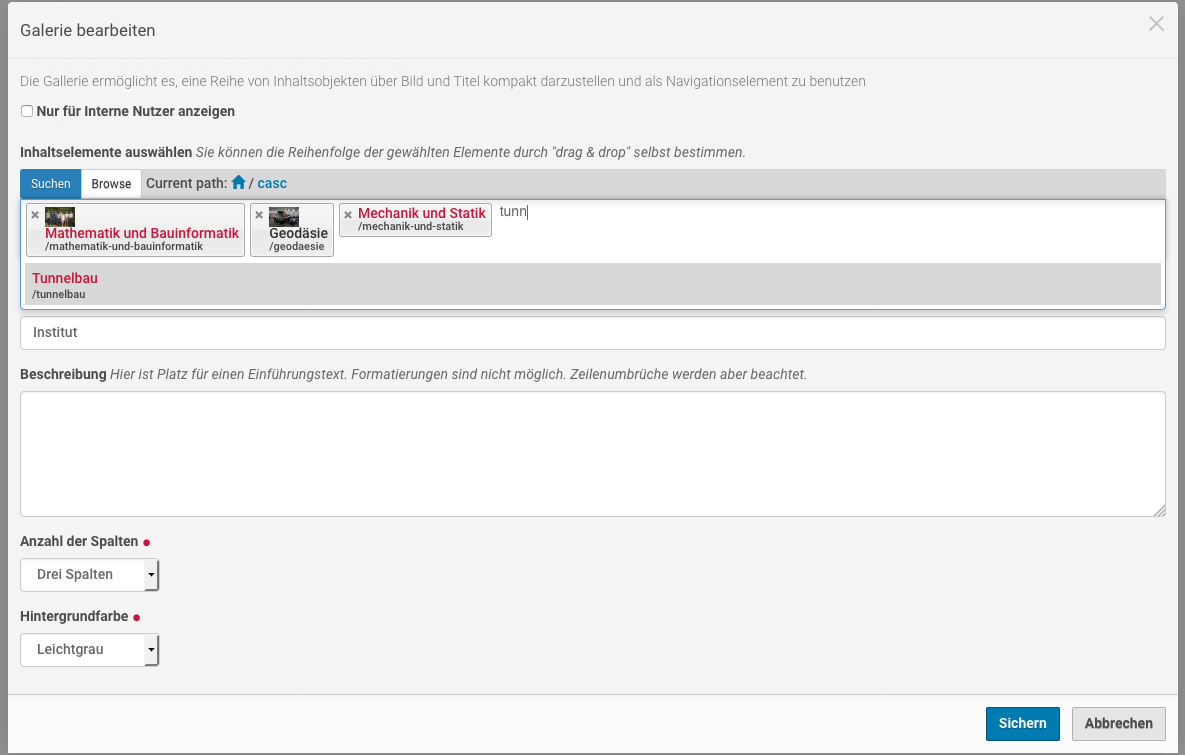 Galerie bearbeiten
Die Gallerie ermöglicht es, eine Reihe von Inhaltsobjekten über Bild und Titel kompakt darzustellen und als Navigationselement zu benutzen
Nur für Interne Nutzer anzeigen
Inhaltselemente auswählen Sie können die Reihenfolge der gewählten Elemente durch "drag & drop" selbst bestimmen.
Suchen Browse Current path: / casc
× Mathematik und Bauinformatik
/mathematik-und-bauinformatik
× Geodäsie
/geodaesie
× Mechanik und Statik
/mechanik-und-statik
tunn
Tunnelbau
/tunnelbau
Institut
Beschreibung Hier ist Platz für einen Einführungstext. Formatierungen sind nicht möglich. Zeilenumbrüche werden aber beachtet.
Anzahl der Spalten
Drei Spalten
Hintergrundfarbe
Leichtgrau
Sichern Abbrechen